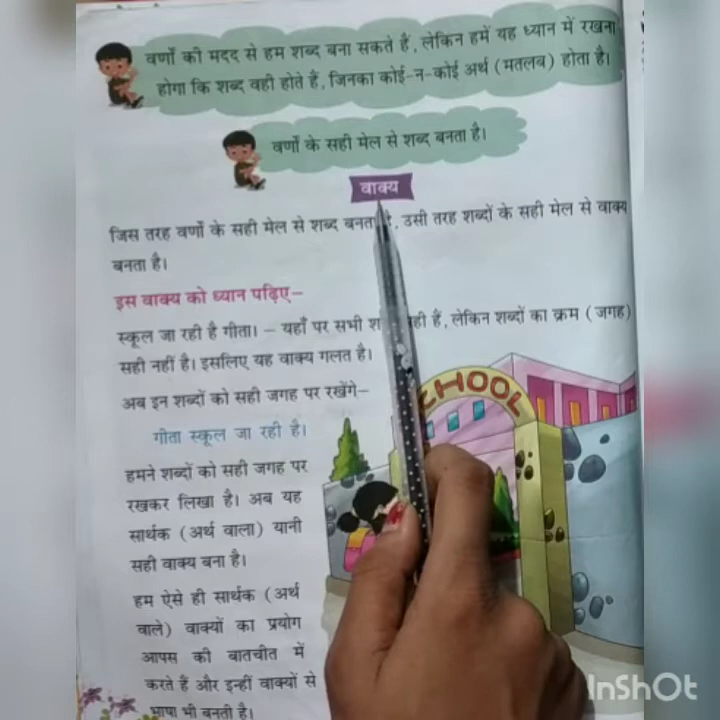 वर्णों की मदद से हम शब्द बना सकते हैं, लेकिन हमें यह ध्यान में रखना
होगा कि शब्द वही होते हैं, जिनका कोई-न-कोई अर्थ (मतलब) होता है।
वर्णों के सही मेल से शब्द बनता है।
वाक्य
जिस तरह वर्णों के सही मेल से शब्द बनता है, उसी तरह शब्दों के सही मेल से वाक्य
बनता है।
इस वाक्य को ध्यान पढ़िए–
स्कूल जा रही है गीता। – यहाँ पर सभी हैं, लेकिन शब्दों का क्रम (जगह)
सही नहीं है। इसलिए यह वाक्य गलत है।
अब इन शब्दों को सही जगह पर रखेंगे–
SCHOOL
गीता स्कूल जा रही है।
हमने शब्दों को सही जगह पर
रखकर लिखा है। अब यह
सार्थक (अर्थ वाला) यानी
सही वाक्य बना है।
हम ऐसे ही सार्थक (अर्थ
वाले) वाक्यों का प्रयोग
आपस की बातचीत में
करते हैं और इन्हीं वाक्यों से
भाषा भी बनती है।
InShOt